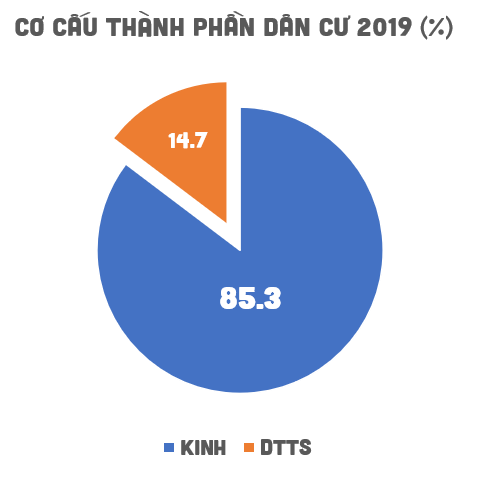 CƠ CẤU THÀNH PHẦN DÂN CƯ 2019 (%)
14.7
85.3
KINH DTTS